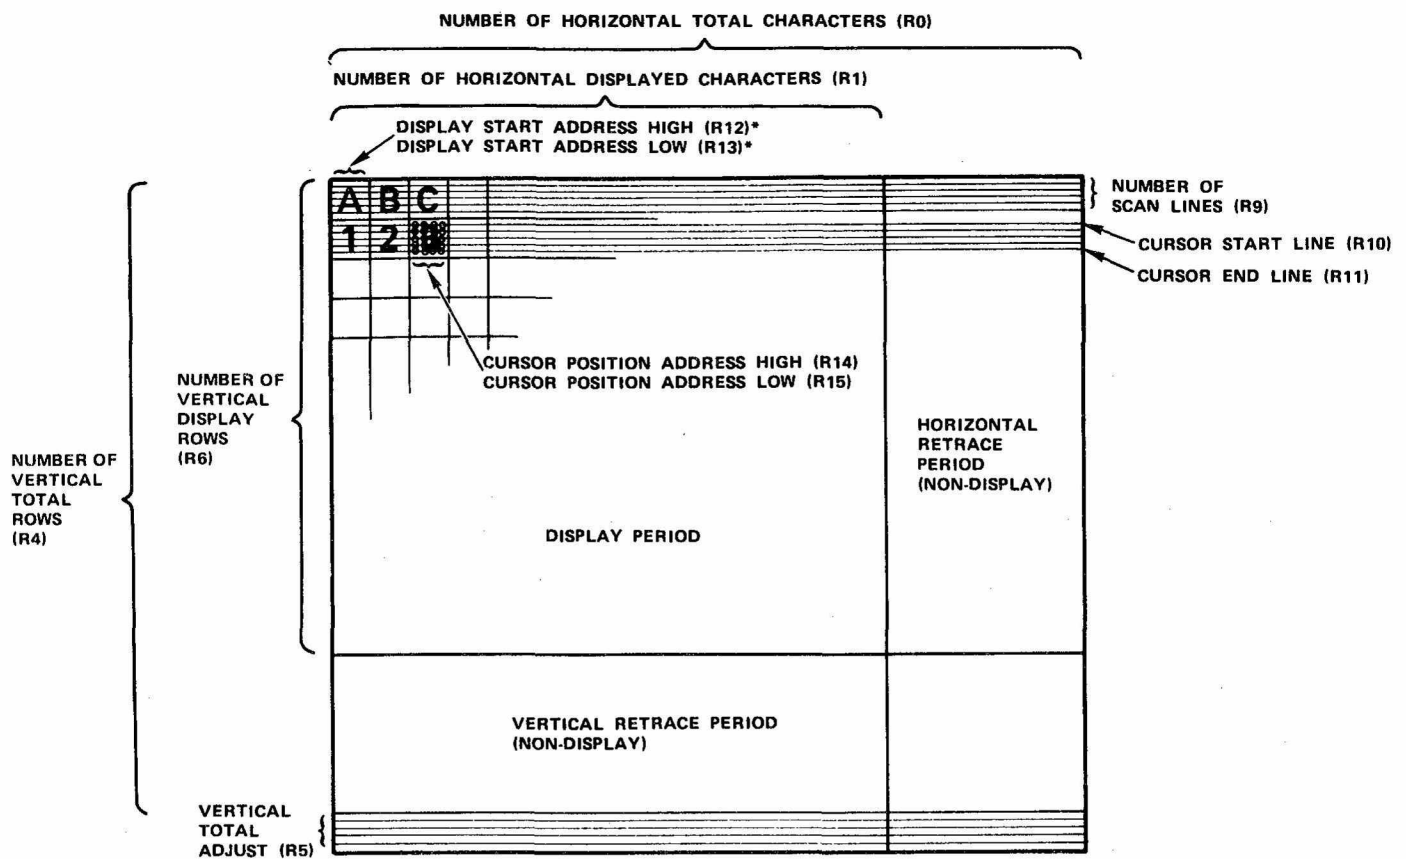 NUMBER OF HORIZONTAL TOTAL CHARACTERS (R0)
NUMBER OF HORIZONTAL DISPLAYED CHARACTERS (R1)
DISPLAY START ADDRESS HIGH (R12)*
DISPLAY START ADDRESS LOW (R13)*
A B C
1 2
NUMBER OF
SCAN LINES (R9)
CURSOR START LINE (R10)
CURSOR END LINE (R11)
CURSOR POSITION ADDRESS HIGH (R14)
CURSOR POSITION ADDRESS LOW (R15)
NUMBER OF
VERTICAL
DISPLAY
ROWS
(R6)
NUMBER OF
VERTICAL
TOTAL
ROWS
(R4)
HORIZONTAL
RETRACE
PERIOD
(NON-DISPLAY)
DISPLAY PERIOD
VERTICAL RETRACE PERIOD
(NON-DISPLAY)
VERTICAL
TOTAL
ADJUST (R5)